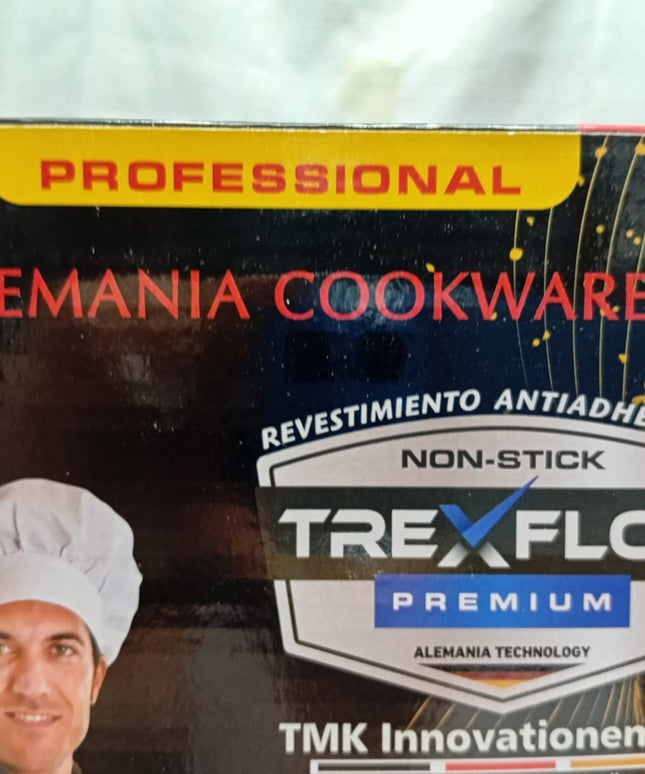 PROFESSIONAL
EMANIA COOKWARE
REVESTIMIENTO ANTIADHE
NON-STICK
TREXFLO
PREMIUM
ALEMANIA TECHNOLOGY
TMK Innovationen